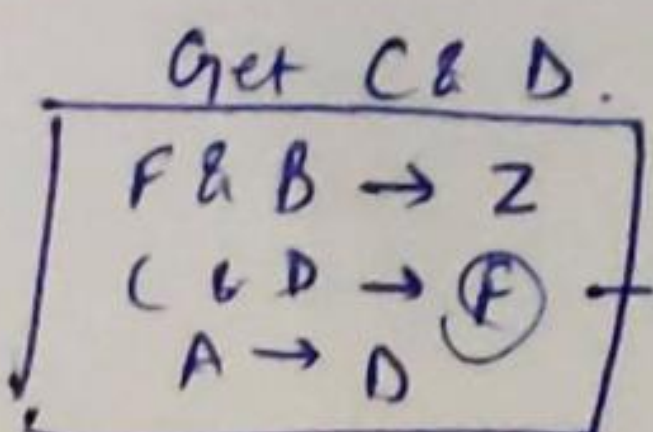 Get C & D.
F & B → Z
C & D → F
A → D